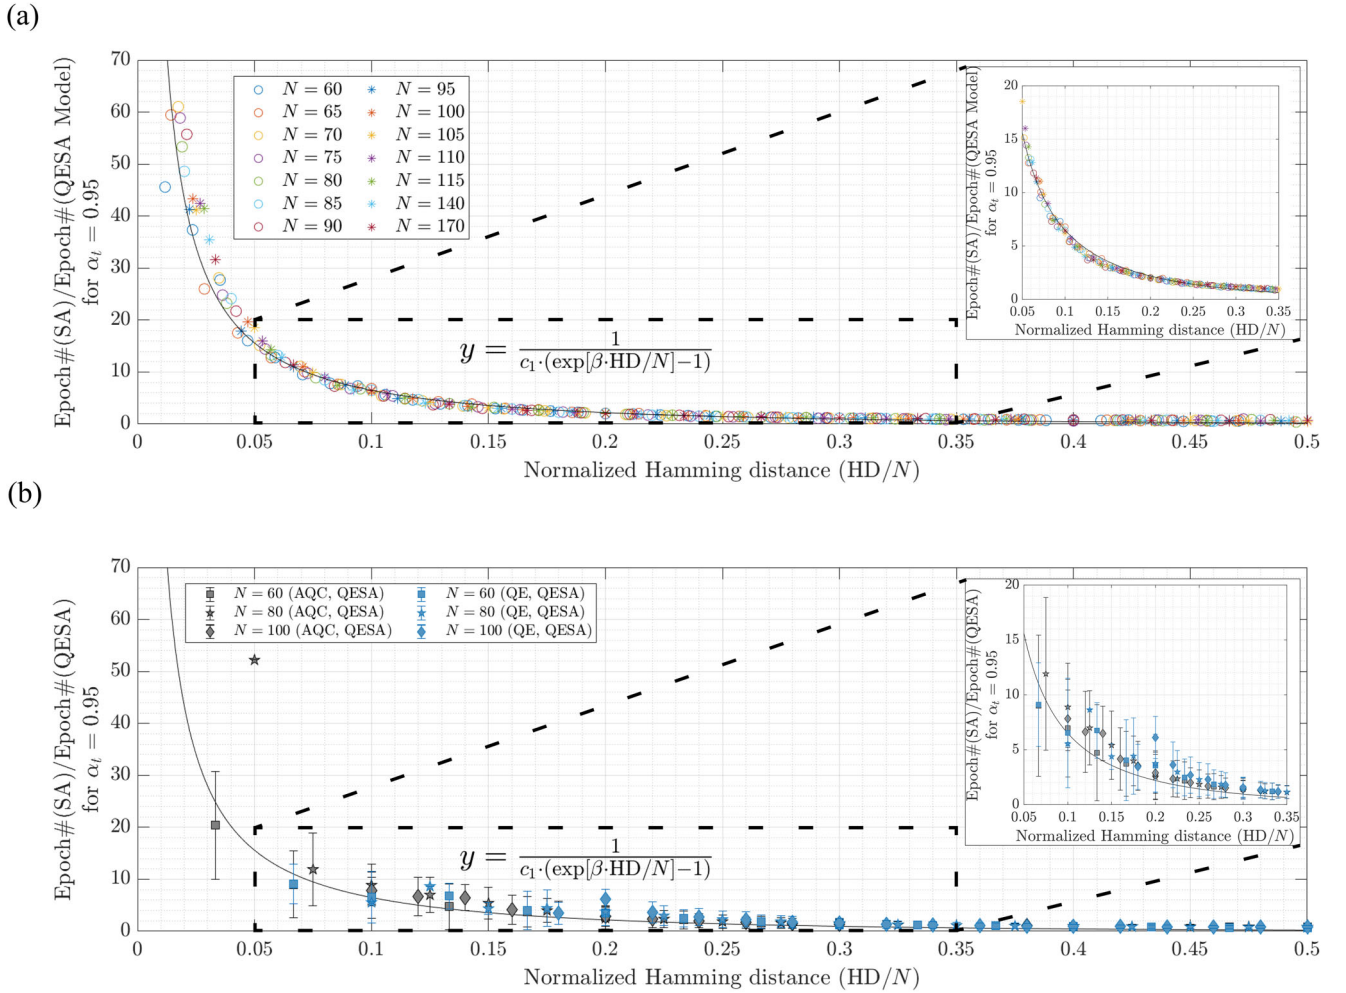 (a)
Epoch#(SA)/Epoch#(QESA Model)
for αₜ = 0.95
70
60
50
40
30
20
10
0
N = 60
N = 65
N = 70
N = 75
N = 80
N = 85
N = 90
N = 95
N = 100
N = 105
N = 110
N = 115
N = 140
N = 170
y = 1 / c₁·(exp[β·HD/N]−1)
Epoch#(SA)/Epoch#(QESA Model)
for αₜ = 0.95
20
15
10
5
0
0.05 0.1 0.15 0.2 0.25 0.3 0.35
Normalized Hamming distance (HD/N)
0 0.05 0.1 0.15 0.2 0.25 0.3 0.35 0.4 0.45 0.5
Normalized Hamming distance (HD/N)
(b)
Epoch#(SA)/Epoch#(QESA)
for αₜ = 0.95
70
60
50
40
30
20
10
0
N = 60 (AQC, QESA)
N = 80 (AQC, QESA)
N = 100 (AQC, QESA)
N = 60 (QE, QESA)
N = 80 (QE, QESA)
N = 100 (QE, QESA)
y = 1 / c₁·(exp[β·HD/N]−1)
Epoch#(SA)/Epoch#(QESA)
for αₜ = 0.95
20
15
10
5
0
0.05 0.1 0.15 0.2 0.25 0.3 0.35
Normalized Hamming distance (HD/N)
0 0.05 0.1 0.15 0.2 0.25 0.3 0.35 0.4 0.45 0.5
Normalized Hamming distance (HD/N)